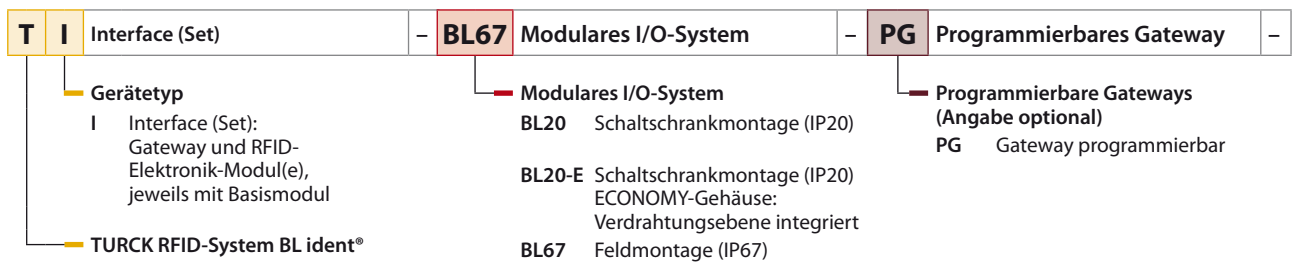 T I Interface (Set) – BL67 Modulares I/O-System – PG Programmierbares Gateway –
Gerätetyp
I Interface (Set):
Gateway und RFID-
Elektronik-Modul(e),
jeweils mit Basismodul
TURCK RFID-System BL ident®
Modulares I/O-System
BL20 Schaltschrankmontage (IP20)
BL20-E Schaltschrankmontage (IP20)
ECONOMY-Gehäuse:
Verdrahtungsebene integriert
BL67 Feldmontage (IP67)
Programmierbare Gateways
(Angabe optional)
PG Gateway programmierbar